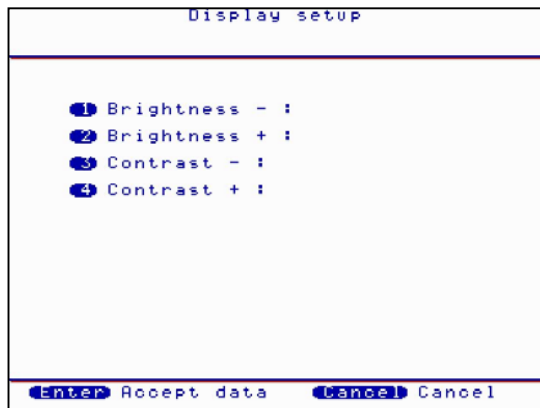 Display setup
1 Brightness - :
2 Brightness + :
3 Contrast - :
4 Contrast + :
Enter Accept data Cancel Cancel